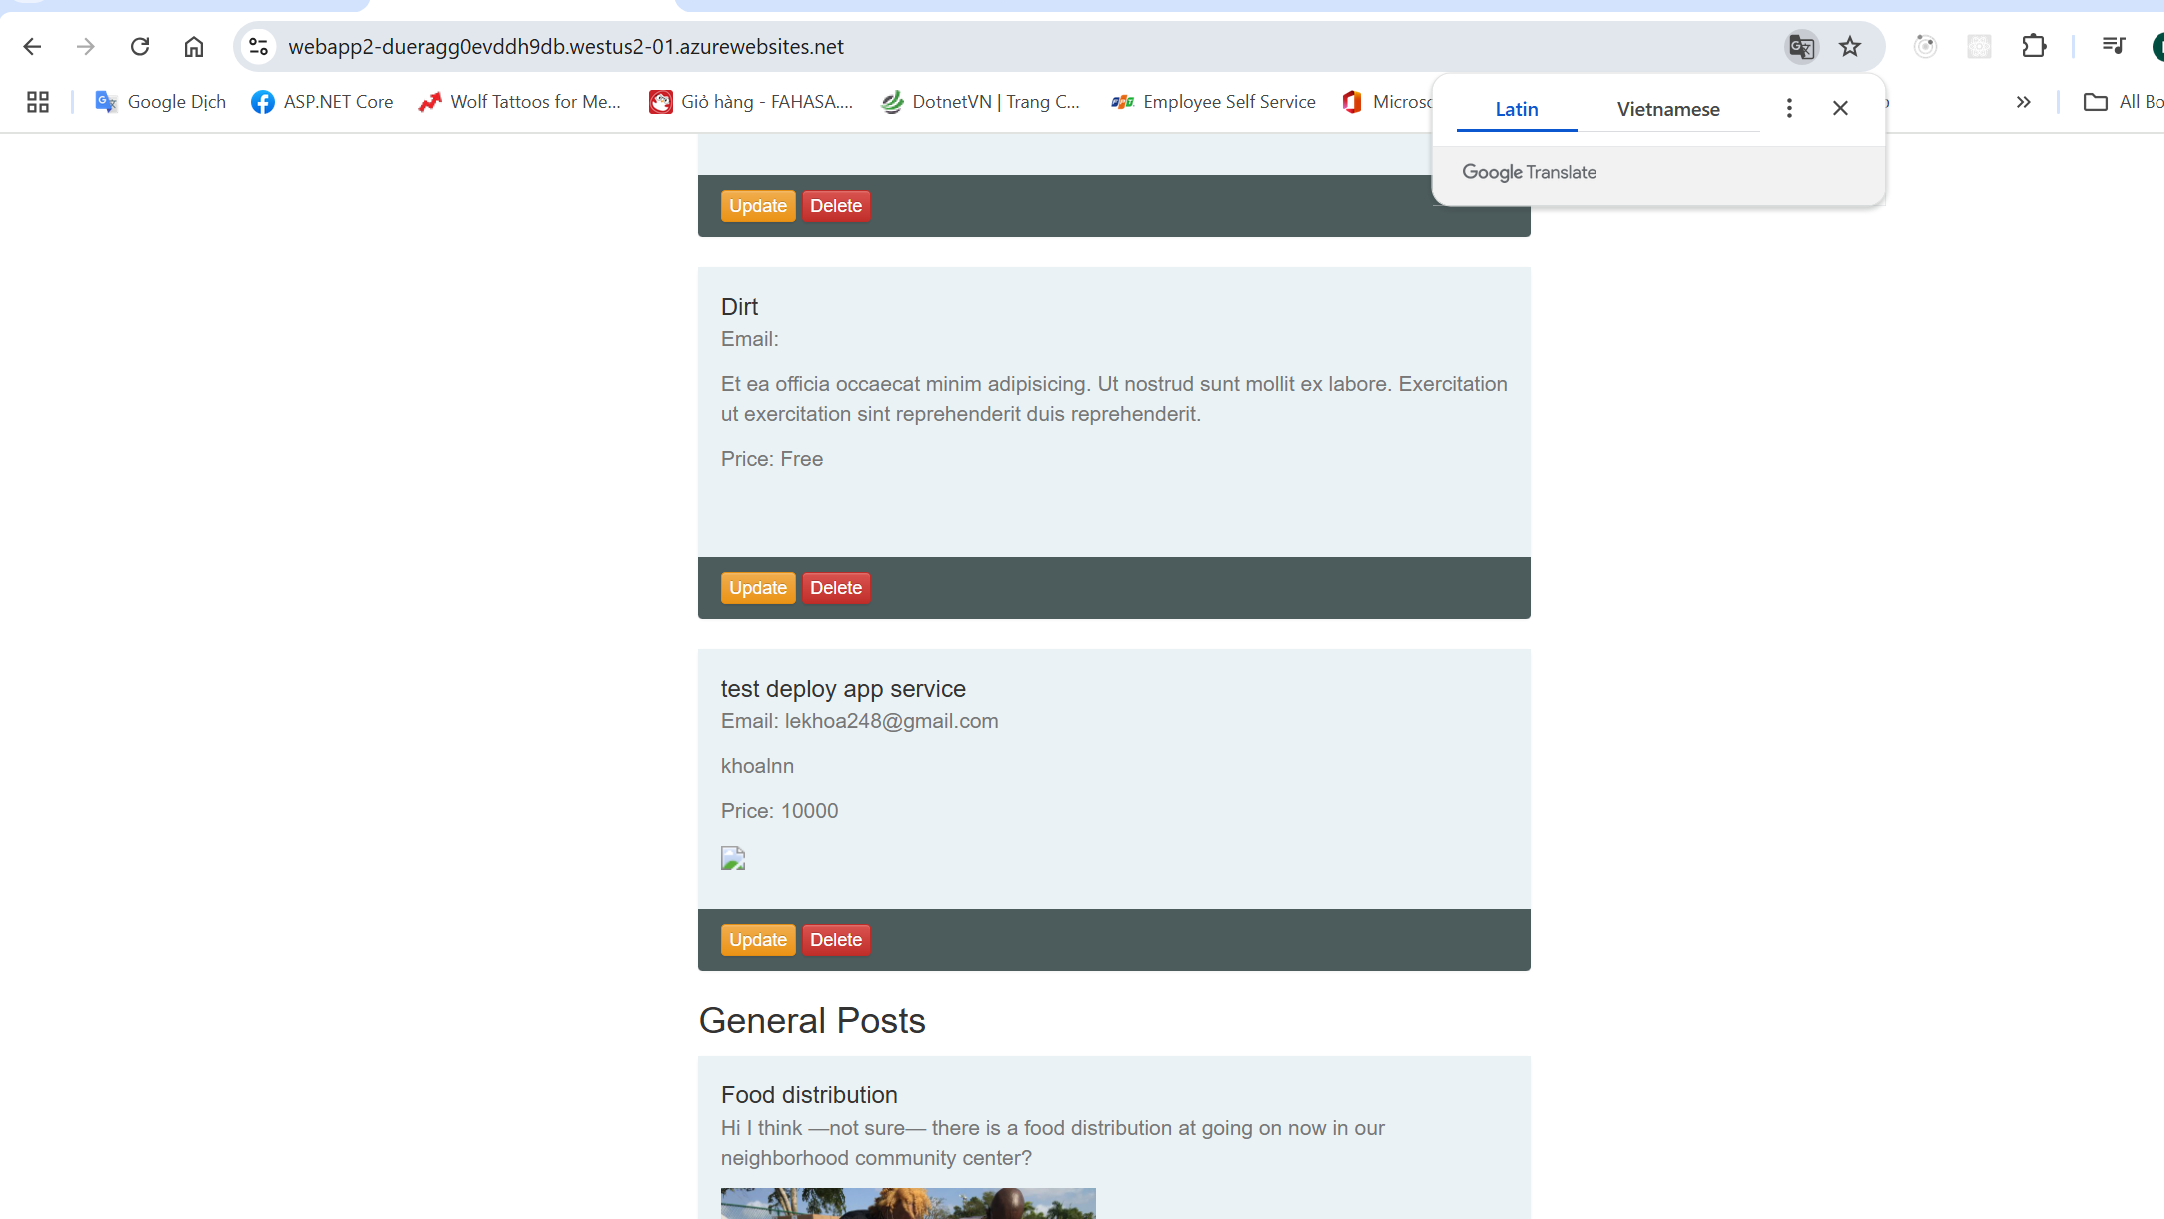 webapp2-dueragg0evddh9db.westus2-01.azurewebsites.net
Google Dịch
ASP.NET Core
Wolf Tattoos for Me...
Giỏ hàng - FAHASA....
DotnetVN | Trang C...
Employee Self Service
All Bo
Latin
Vietnamese
Google Translate
Update
Delete
Dirt
Email:
Et ea officia occaecat minim adipisicing. Ut nostrud sunt mollit ex labore. Exercitation
ut exercitation sint reprehenderit duis reprehenderit.
Price: Free
Update
Delete
test deploy app service
Email: lekhoa248@gmail.com
khoalnn
Price: 10000
Update
Delete
General Posts
Food distribution
Hi I think —not sure— there is a food distribution at going on now in our
neighborhood community center?